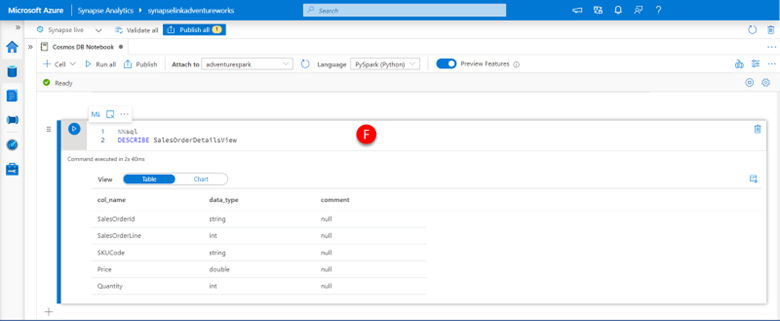 Microsoft Azure Synapse Analytics synapselinkadventureworks Search
Synapse live Validate all Publish all 1
Cosmos DB Notebook
Cell Run all Publish Attach to adventurespark Language PySpark (Python) Preview Features
Ready
M↓
1 %%sql
F
2 DESCRIBE SalesOrderDetailsView
Command executed in 2s 40ms
View Table Chart
col_name data_type comment
SalesOrderId string null
SalesOrderLine int null
SKUCode string null
Price double null
Quantity int null